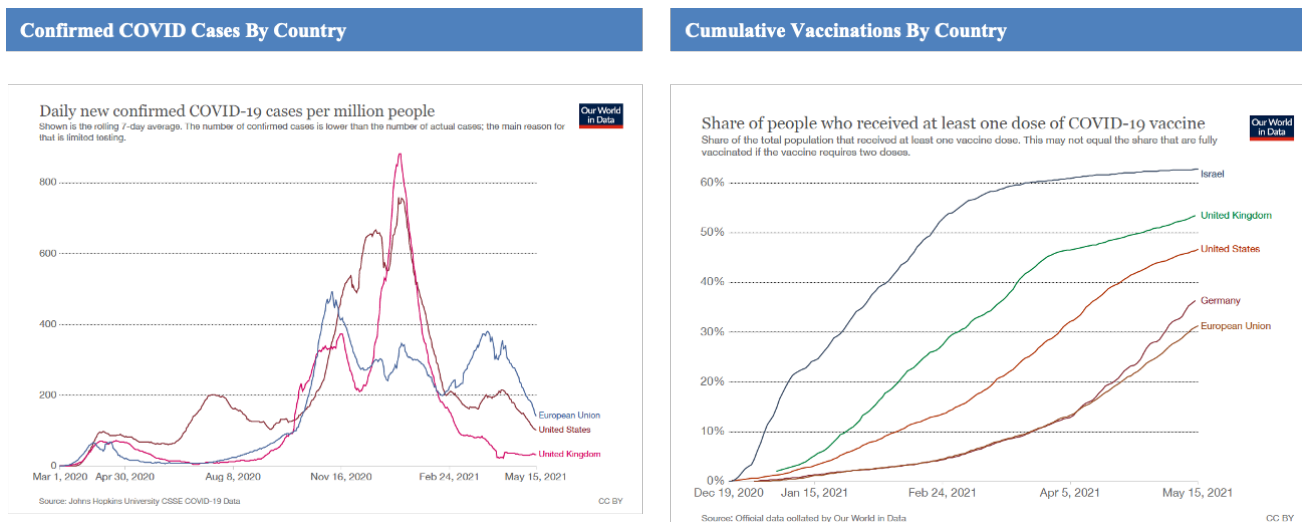 Confirmed COVID Cases By Country
Daily new confirmed COVID-19 cases per million people
Shown is the rolling 7-day average. The number of confirmed cases is lower than the number of actual cases; the main reason for
that is limited testing.
Our World
in Data
800
600
400
200
0
European Union
United States
United Kingdom
Mar 1, 2020
Apr 30, 2020
Aug 8, 2020
Nov 16, 2020
Feb 24, 2021
May 15, 2021
Source: Johns Hopkins University CSSE COVID-19 Data
CC BY
Cumulative Vaccinations By Country
Share of people who received at least one dose of COVID-19 vaccine
Share of the total population that received at least one vaccine dose. This may not equal the share that are fully
vaccinated if the vaccine requires two doses.
Our World
in Data
60%
50%
40%
30%
20%
10%
0%
Israel
United Kingdom
United States
Germany
European Union
Dec 19, 2020
Jan 15, 2021
Feb 24, 2021
Apr 5, 2021
May 15, 2021
Source: Official data collated by Our World in Data
CC BY